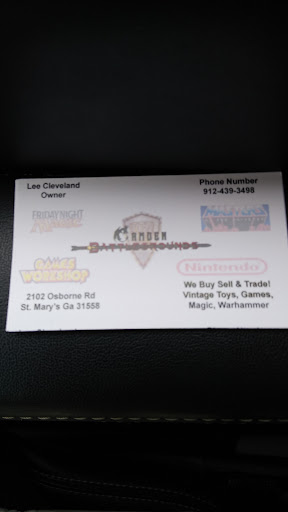 Lee Cleveland
Owner
Phone Number
912-439-3498
FRIDAY NIGHT
MAGIC
CAMDEN
BATTLEGROUNDS
GAMES
WORKSHOP
Nintendo
2102 Osborne Rd
St. Mary's Ga 31558
We Buy Sell & Trade!
Vintage Toys, Games,
Magic, Warhammer